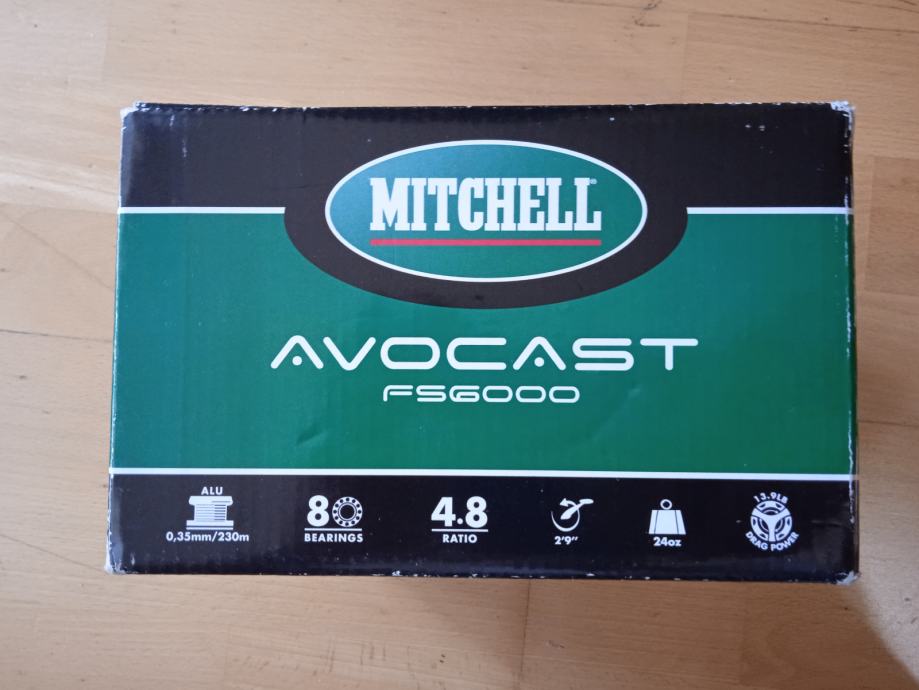 MITCHELL®
AVOCAST
FS6000
ALU
0,35mm/230m
8
BEARINGS
4.8
RATIO
2'9"
24oz
13.9LB
DRAG POWER